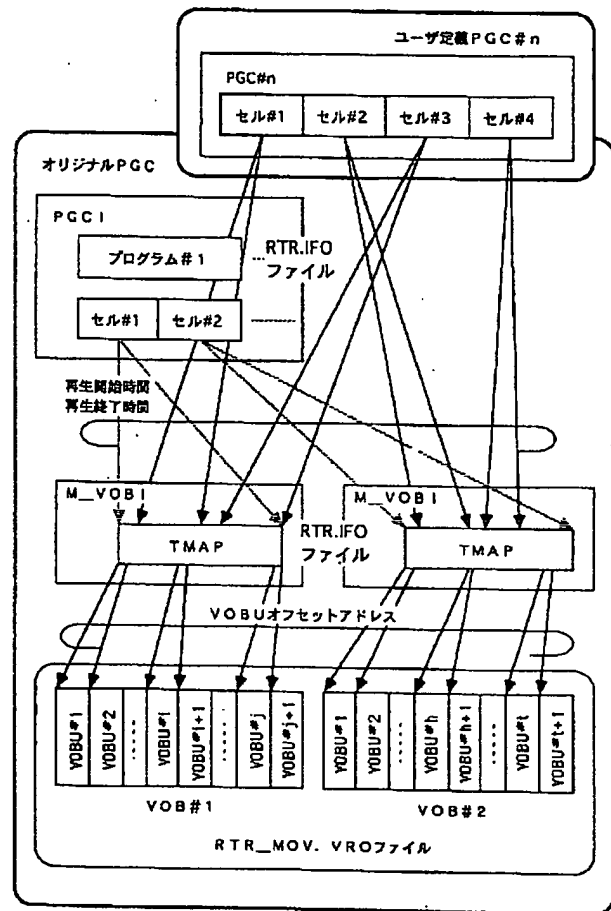 ユーザ定義PGC#n
PGC#n
セル#1 セル#2 セル#3 セル#4
オリジナルPGC
PGCI
プログラム#1
RTR.IFO
ファイル
セル#1 セル#2
再生開始時間
再生終了時間
M_VOBI
M_VOBI
TMAP
RTR.IFO
ファイル
TMAP
VOBUオフセットアドレス
VOBU#1 VOBU#2 ..... VOBU#i VOBU#i+1 ..... VOBU#j VOBU#j+1
VOBU#1 VOBU#2 ..... VOBU#h VOBU#h+1 ..... VOBU#t VOBU#t+1
VOB#1
VOB#2
RTR_MOV. VROファイル